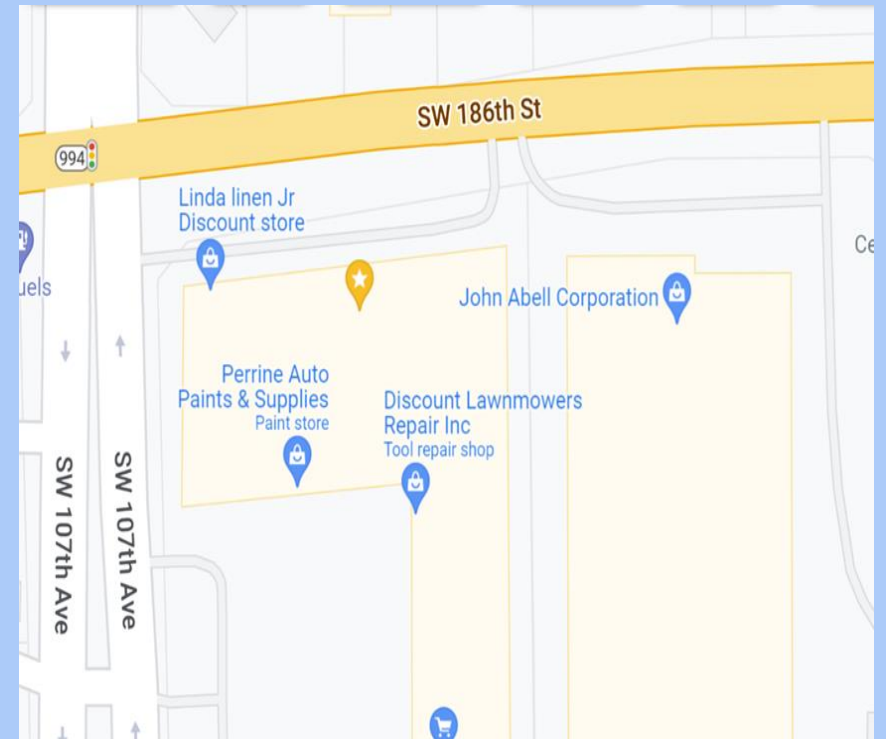 SW 186th St
994
Linda linen Jr
Discount store
uels
Ce
John Abell Corporation
Perrine Auto
Paints & Supplies
Paint store
Discount Lawnmowers
Repair Inc
Tool repair shop
SW 107th Ave
SW 107th Ave